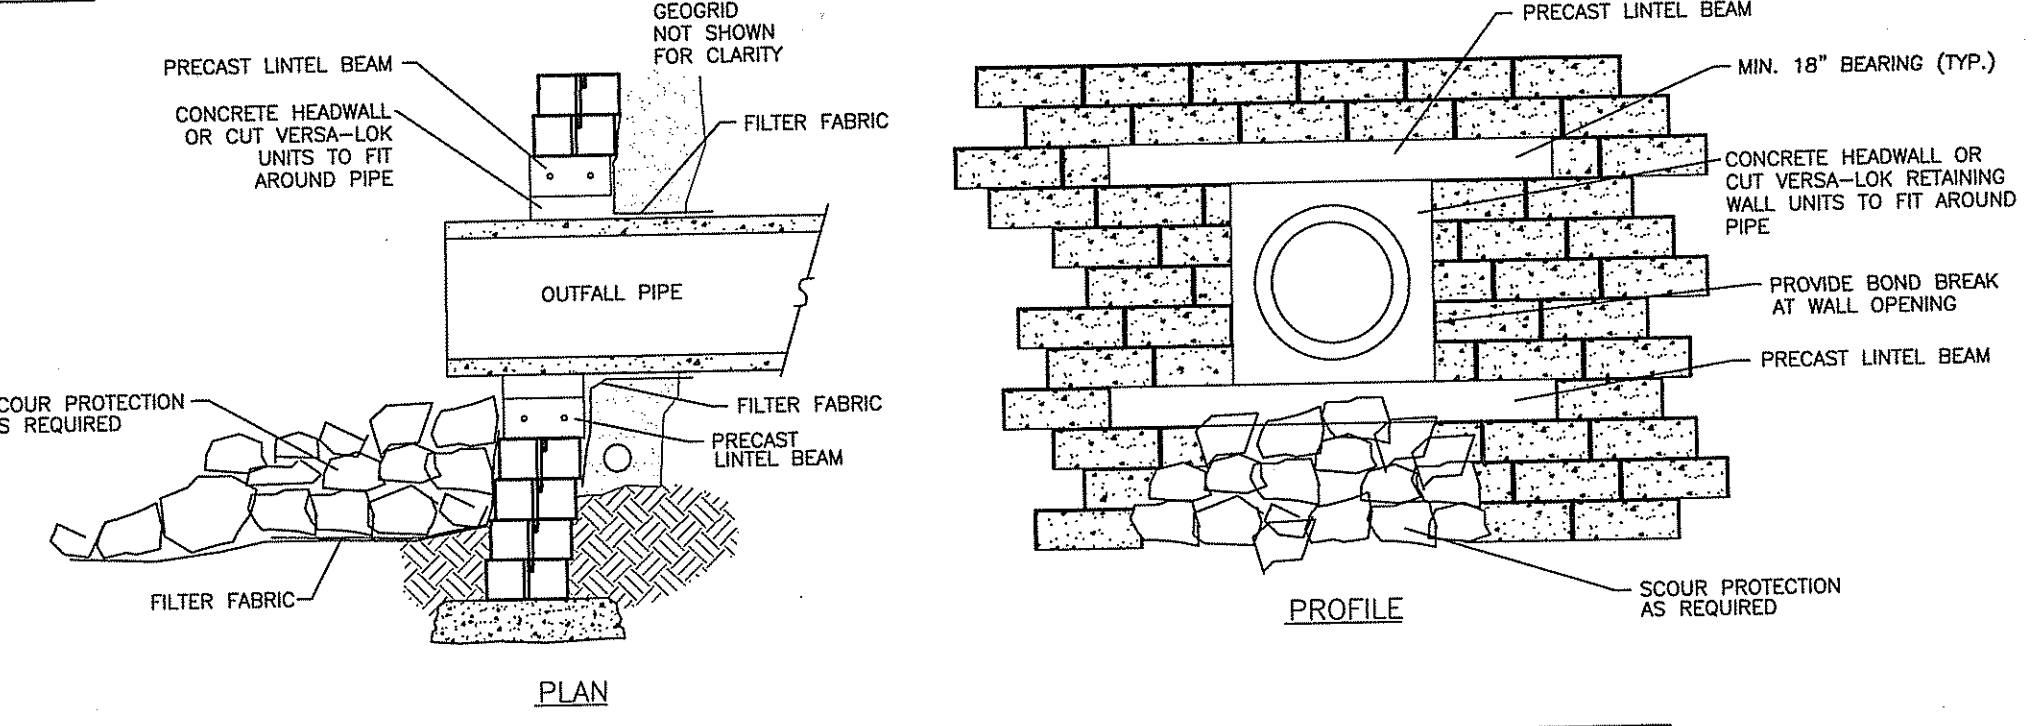 GEOGRID
NOT SHOWN
FOR CLARITY
PRECAST LINTEL BEAM
CONCRETE HEADWALL
OR CUT VERSA-LOK
UNITS TO FIT
AROUND PIPE
FILTER FABRIC
OUTFALL PIPE
COUR PROTECTION
S REQUIRED
FILTER FABRIC
PRECAST
LINTEL BEAM
FILTER FABRIC
PLAN
PRECAST LINTEL BEAM
MIN. 18" BEARING (TYP.)
CONCRETE HEADWALL OR
CUT VERSA-LOK RETAINING
WALL UNITS TO FIT AROUND
PIPE
PROVIDE BOND BREAK
AT WALL OPENING
PRECAST LINTEL BEAM
SCOUR PROTECTION
AS REQUIRED
PROFILE